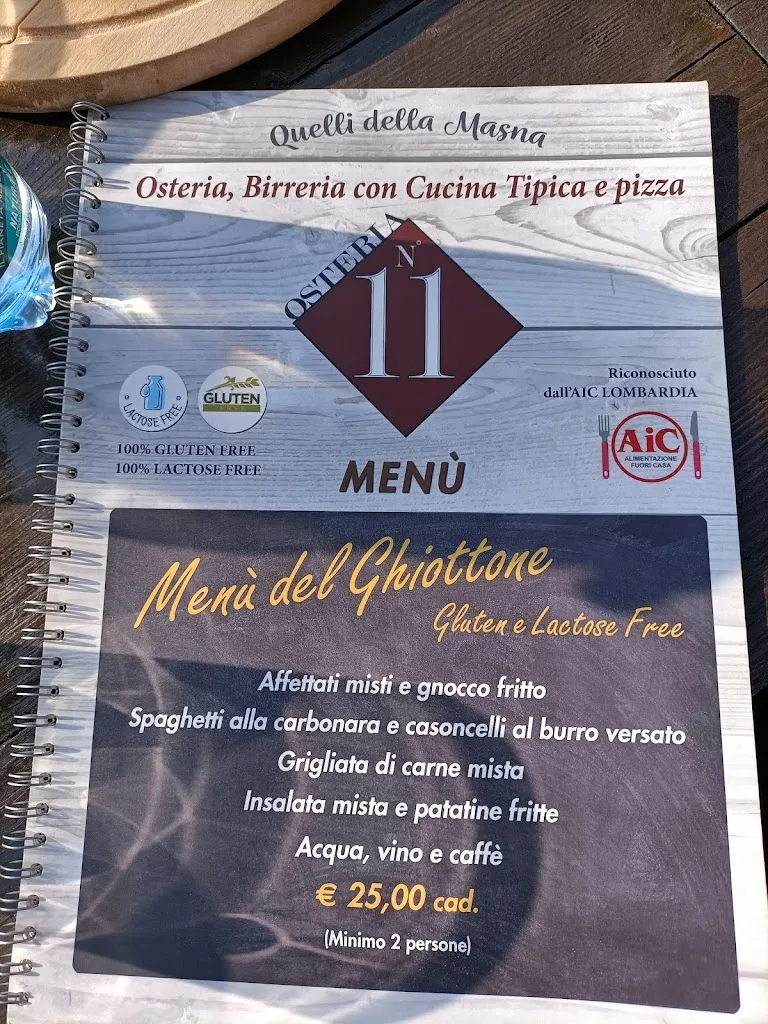 Quelli della Masna
Osteria, Birreria con Cucina Tipica e pizza
OSTERIA
N°
11
LACTOSE FREE
GLUTEN
FREE
100% GLUTEN FREE
100% LACTOSE FREE
Riconosciuto
dall'AIC LOMBARDIA
AiC
ALIMENTAZIONE
FUORI CASA
MENÙ
Menù del Ghiottone
Gluten e Lactose Free
Affettati misti e gnocco fritto
Spaghetti alla carbonara e casoncelli al burro versato
Grigliata di carne mista
Insalata mista e patatine fritte
Acqua, vino e caffè
€ 25,00 cad.
(Minimo 2 persone)